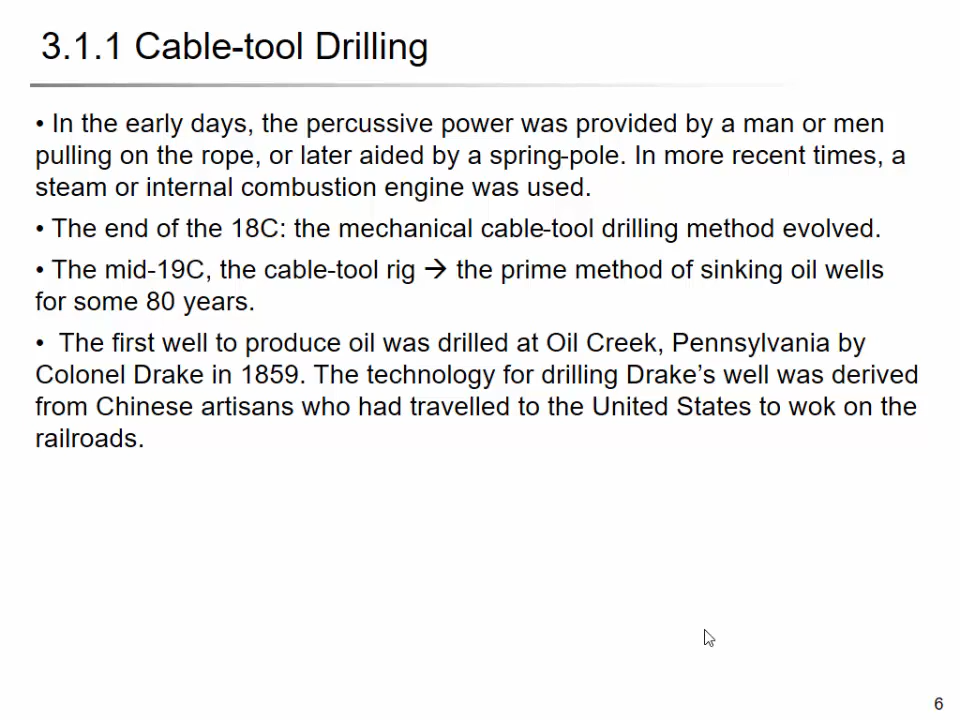 3.1.1 Cable-tool Drilling
• In the early days, the percussive power was provided by a man or men
pulling on the rope, or later aided by a spring-pole. In more recent times, a
steam or internal combustion engine was used.
• The end of the 18C: the mechanical cable-tool drilling method evolved.
• The mid-19C, the cable-tool rig → the prime method of sinking oil wells
for some 80 years.
• The first well to produce oil was drilled at Oil Creek, Pennsylvania by
Colonel Drake in 1859. The technology for drilling Drake’s well was derived
from Chinese artisans who had travelled to the United States to wok on the
railroads.
6